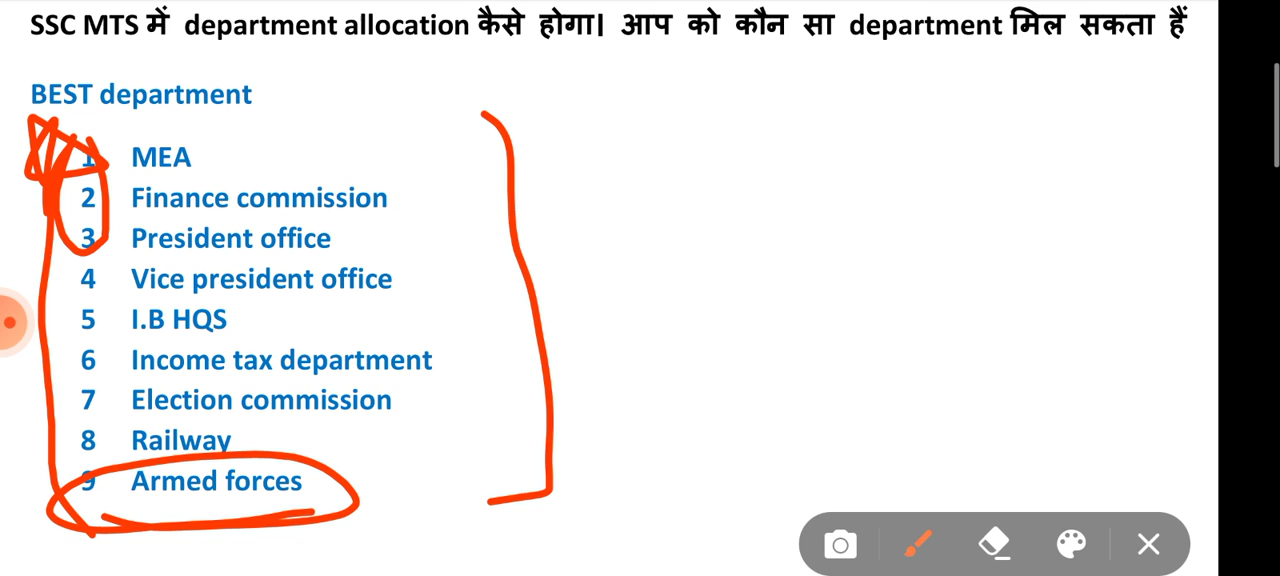 SSC MTS में department allocation कैसे होगा। आप को कौन सा department मिल सकता हैं
BEST department
1 MEA
2 Finance commission
3 President office
4 Vice president office
5 I.B HQS
6 Income tax department
7 Election commission
8 Railway
9 Armed forces